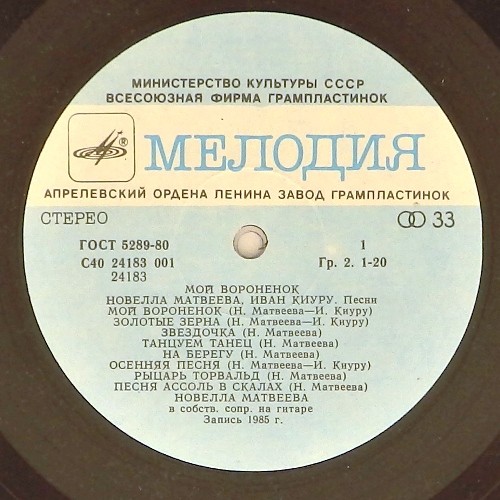 МИНИСТЕРСТВО КУЛЬТУРЫ СССР
ВСЕСОЮЗНАЯ ФИРМА ГРАМПЛАСТИНОК
® МЕЛОДИЯ
АПРЕЛЕВСКИЙ ОРДЕНА ЛЕНИНА ЗАВОД ГРАМПЛАСТИНОК
СТЕРЕО 33
ГОСТ 5289-80 1
С40 24183 001 Гр. 2. 1-20
24183
МОЙ ВОРОНЕНОК
НОВЕЛЛА МАТВЕЕВА, ИВАН КИУРУ. Песни
МОЙ ВОРОНЕНОК (Н. Матвеева—И. Киуру)
ЗОЛОТЫЕ ЗЕРНА (Н. Матвеева—И. Киуру)
ЗВЕЗДОЧКА (Н. Матвеева)
ТАНЦУЕМ ТАНЕЦ (Н. Матвеева)
НА БЕРЕГУ (Н. Матвеева)
ОСЕННЯЯ ПЕСНЯ (Н. Матвеева—И. Киуру)
РЫЦАРЬ ТОРВАЛЬД (Н. Матвеева)
ПЕСНЯ АССОЛЬ В СКАЛАХ (Н. Матвеева)
НОВЕЛЛА МАТВЕЕВА
в собств. сопр. на гитаре
Запись 1985 г.